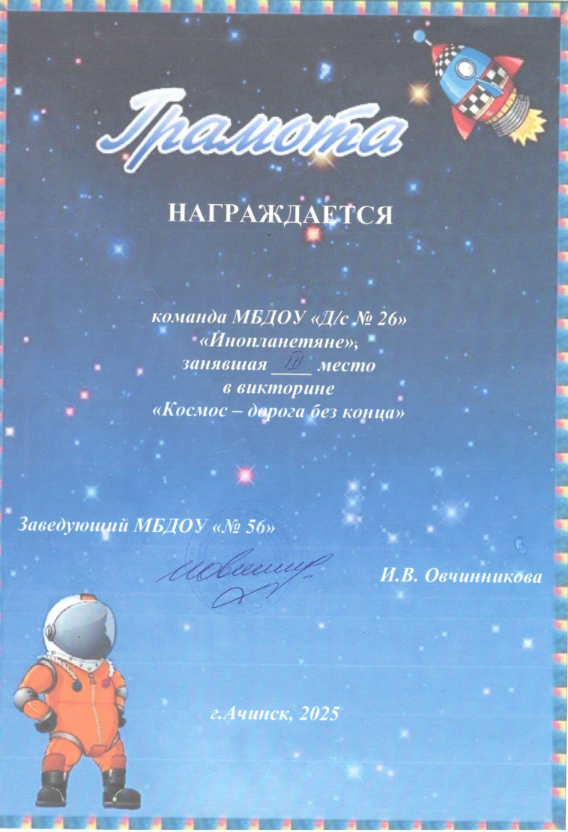 Грамота
НАГРАЖДАЕТСЯ
команда МБДОУ «Д/с № 26»
«Инопланетяне»,
занявшая III место
в викторине
«Космос – дорога без конца»
Заведующий МБДОУ «№ 56»
И.В. Овчинникова
г.Ачинск, 2025